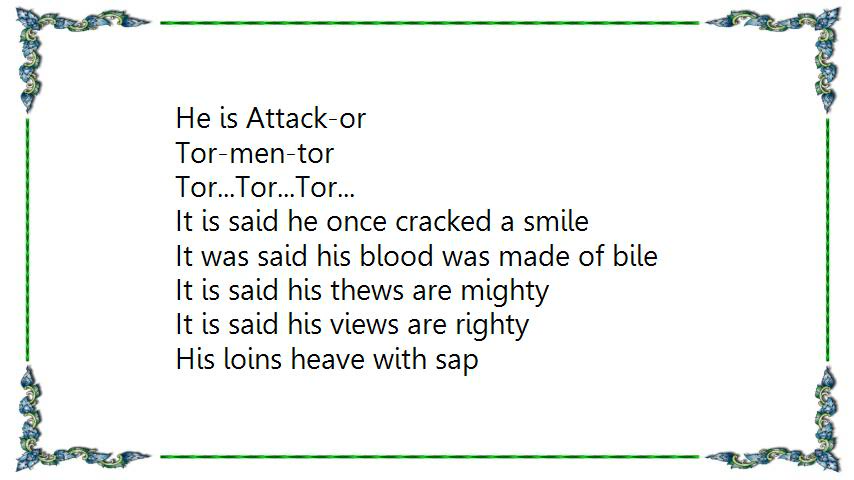 He is Attack-or
Tor-men-tor
Tor...Tor...Tor...
It is said he once cracked a smile
It was said his blood was made of bile
It is said his thews are mighty
It is said his views are righty
His loins heave with sap